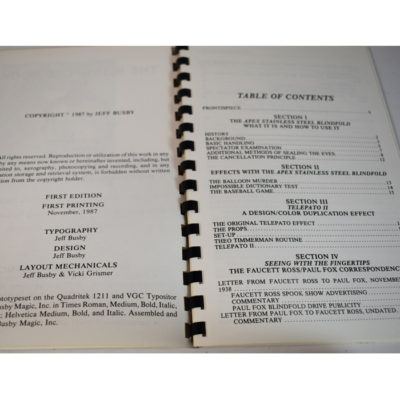 COPYRIGHT © 1987 by JEFF BUSBY
All rights reserved. Reproduction or utilization of this work in any
by any means now known or hereinafter invented, including, but
ed to, xerography, photocopying and recording, and in any
ation storage and retrieval system, is forbidden without written
ion from the copyright holder.
FIRST EDITION
FIRST PRINTING
November, 1987
TYPOGRAPHY
Jeff Busby
DESIGN
Jeff Busby
LAYOUT MECHANICALS
Jeff Busby & Vicki Grismer
ototypeset on the Quadritek 1211 and VGC Typositor
Busby Magic, Inc. in Times Roman, Medium, Bold, and
Italic; Helvetica Medium, Bold, and Italic. Assembled and
Busby Magic, Inc.
TABLE OF CONTENTS
FRONTISPIECE
SECTION I
THE APEX STAINLESS STEEL BLINDFOLD
WHAT IT IS AND HOW TO USE IT
HISTORY
BACKGROUND
BASIC HANDLING
SPECTATOR EXAMINATION
ADDITIONAL METHODS OF SEALING THE EYES
THE CANCELLATION PRINCIPLE 12
SECTION II
EFFECTS WITH THE APEX STAINLESS STEEL BLINDFOLD
THE BALLOON MURDER 13
IMPOSSIBLE DICTIONARY TEST 14
THE BASEBALL GAME
SECTION III
TELEPATO II
A DESIGN/COLOR DUPLICATION EFFECT
THE ORIGINAL TELEPATO EFFECT
THE PROPS
SET-UP
THEO TIMMERMAN ROUTINE
TELEPATO II
SECTION IV
SEEING WITH THE FINGERTIPS
THE FAUCETT ROSS/PAUL FOX CORRESPONDENCE
LETTER FROM FAUCETT ROSS TO PAUL FOX, NOVEMBER
1938
FAUCETT ROSS SPOOK SHOW ADVERTISING
COMMENTARY
PAUL FOX BLINDFOLD DRIVE PUBLICITY
LETTER FROM PAUL FOX TO FAUCETT ROSS, UNDATED
COMMENTARY